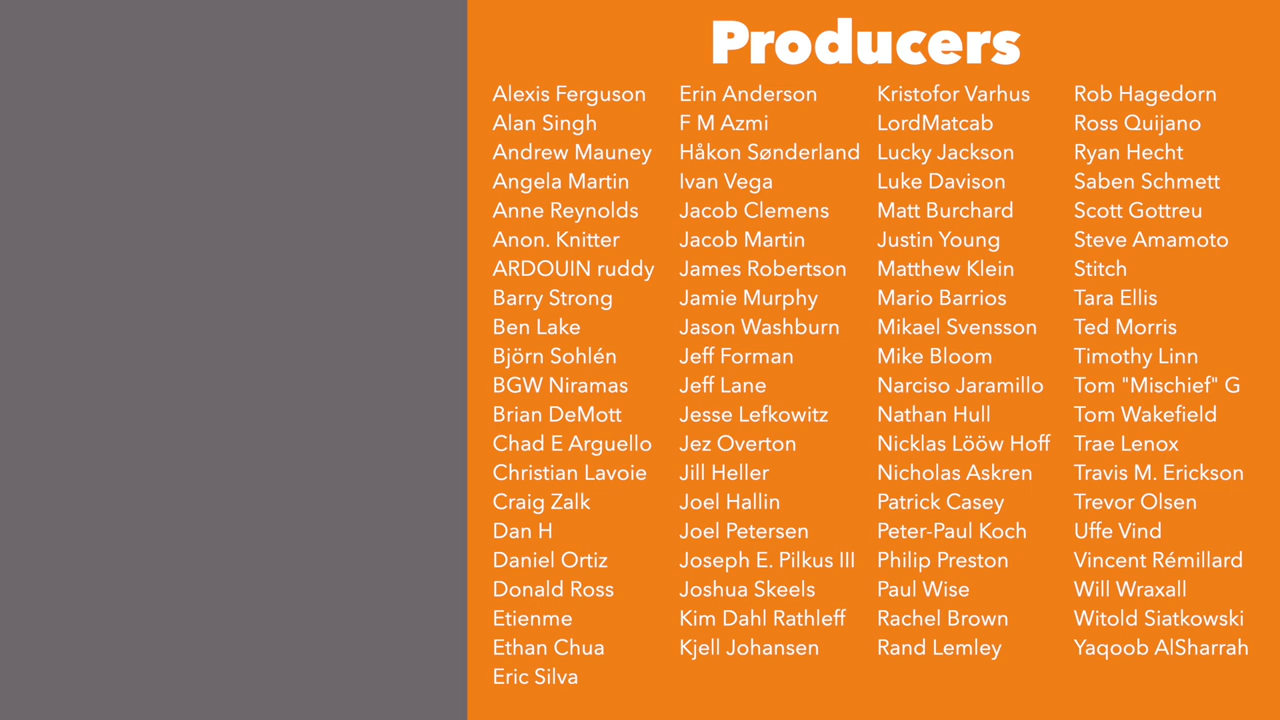 Producers
Alexis Ferguson
Alan Singh
Andrew Mauney
Angela Martin
Anne Reynolds
Anon. Knitter
ARDOUIN ruddy
Barry Strong
Ben Lake
Björn Sohlén
BGW Niramas
Brian DeMott
Chad E Arguello
Christian Lavoie
Craig Zalk
Dan H
Daniel Ortiz
Donald Ross
Etienme
Ethan Chua
Eric Silva
Erin Anderson
F M Azmi
Håkon Sønderland
Ivan Vega
Jacob Clemens
Jacob Martin
James Robertson
Jamie Murphy
Jason Washburn
Jeff Forman
Jeff Lane
Jesse Lefkowitz
Jez Overton
Jill Heller
Joel Hallin
Joel Petersen
Joseph E. Pilkus III
Joshua Skeels
Kim Dahl Rathleff
Kjell Johansen
Kristofor Varhus
LordMatcab
Lucky Jackson
Luke Davison
Matt Burchard
Justin Young
Matthew Klein
Mario Barrios
Mikael Svensson
Mike Bloom
Narciso Jaramillo
Nathan Hull
Nicklas Lööw Hoff
Nicholas Askren
Patrick Casey
Peter-Paul Koch
Philip Preston
Paul Wise
Rachel Brown
Rand Lemley
Rob Hagedorn
Ross Quijano
Ryan Hecht
Saben Schmett
Scott Gottreu
Steve Amamoto
Stitch
Tara Ellis
Ted Morris
Timothy Linn
Tom "Mischief" G
Tom Wakefield
Trae Lenox
Travis M. Erickson
Trevor Olsen
Uffe Vind
Vincent Rémillard
Will Wraxall
Witold Siatkowski
Yaqoob AlSharrah